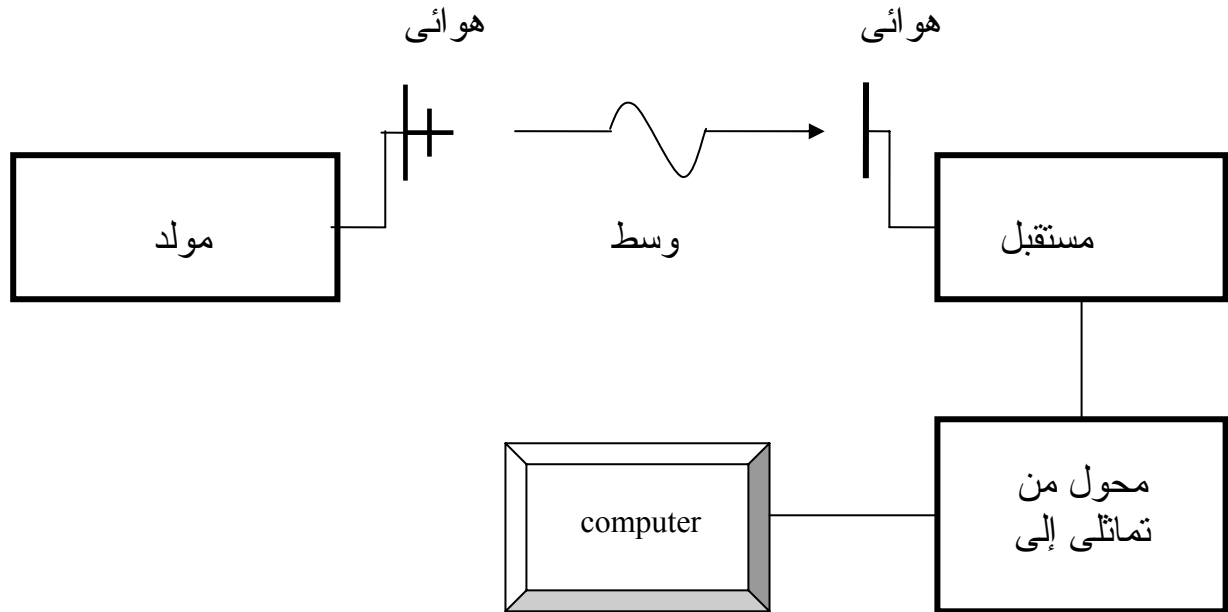 هوائى
هوائى
مولد
وسط
مستقبل
محول من
تماثلى إلى
computer